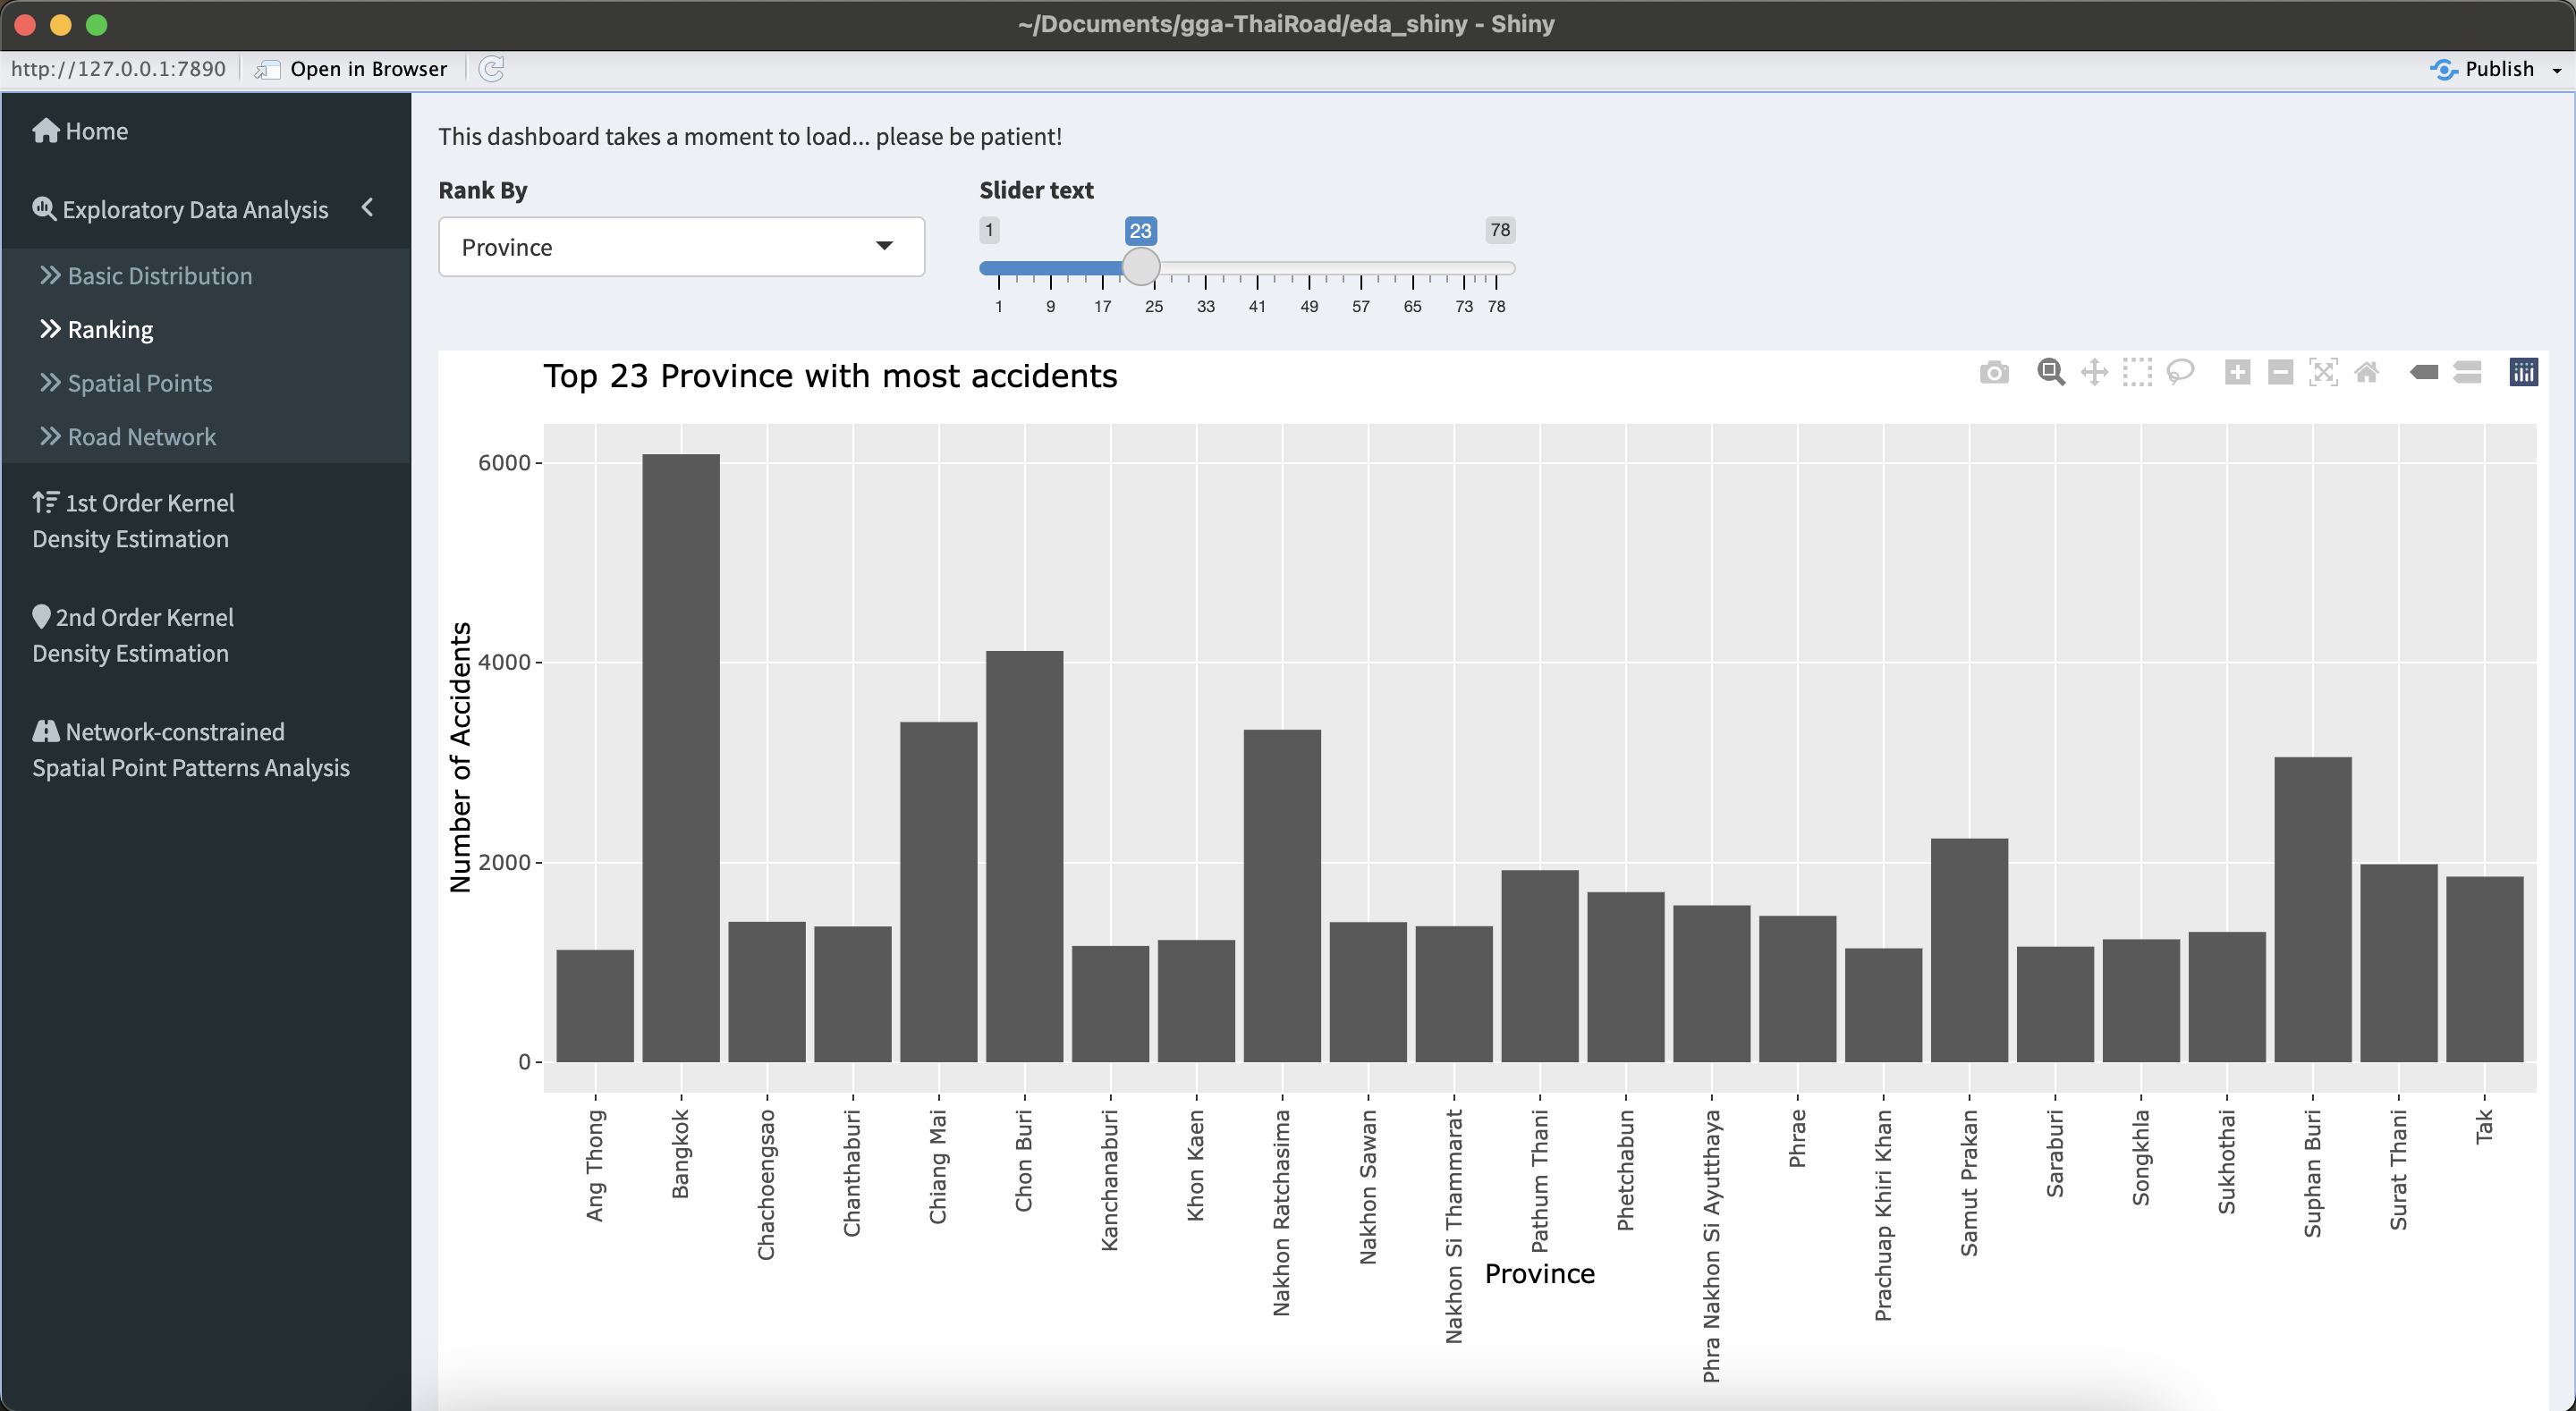 ~/Documents/gga-ThaiRoad/eda_shiny - Shiny
http://127.0.0.1:7890
Open in Browser
Publish
Home
Exploratory Data Analysis
Basic Distribution
Ranking
Spatial Points
Road Network
1st Order Kernel
Density Estimation
2nd Order Kernel
Density Estimation
Network-constrained
Spatial Point Patterns Analysis
This dashboard takes a moment to load... please be patient!
Rank By
Province
Slider text
1
23
78
1 9 17 25 33 41 49 57 65 73 78
Top 23 Province with most accidents
Number of Accidents
6000
4000
2000
0
Ang Thong
Bangkok
Chachoengsao
Chanthaburi
Chiang Mai
Chon Buri
Kanchanaburi
Khon Kaen
Nakhon Ratchasima
Nakhon Sawan
Nakhon Si Thammarat
Pathum Thani
Phetchabun
Phra Nakhon Si Ayutthaya
Phrae
Prachuap Khiri Khan
Samut Prakan
Saraburi
Songkhla
Sukhothai
Suphan Buri
Surat Thani
Tak
Province